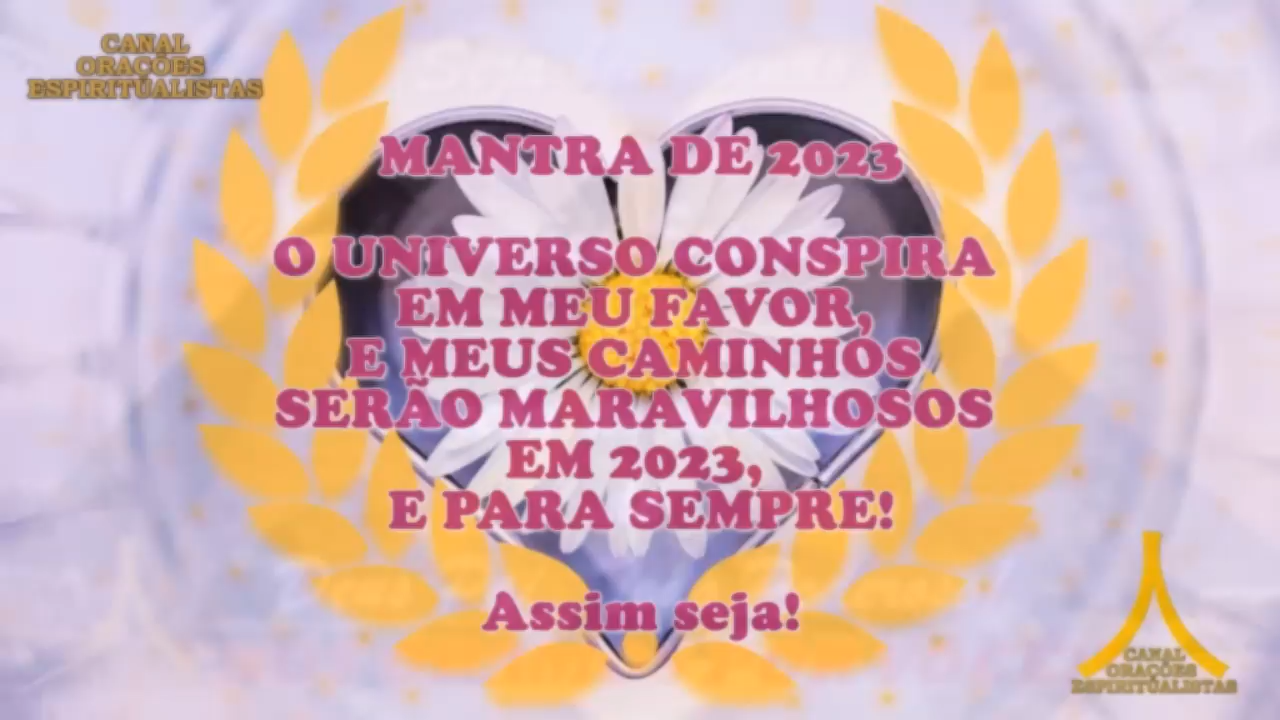 CANAL
ORAÇÕES
ESPIRITUALISTAS
MANTRA DE 2023
O UNIVERSO CONSPIRA
EM MEU FAVOR,
E MEUS CAMINHOS
SERÃO MARAVILHOSOS
EM 2023,
E PARA SEMPRE!
Assim seja!
CANAL
ORAÇÕES
ESPIRITUALISTAS